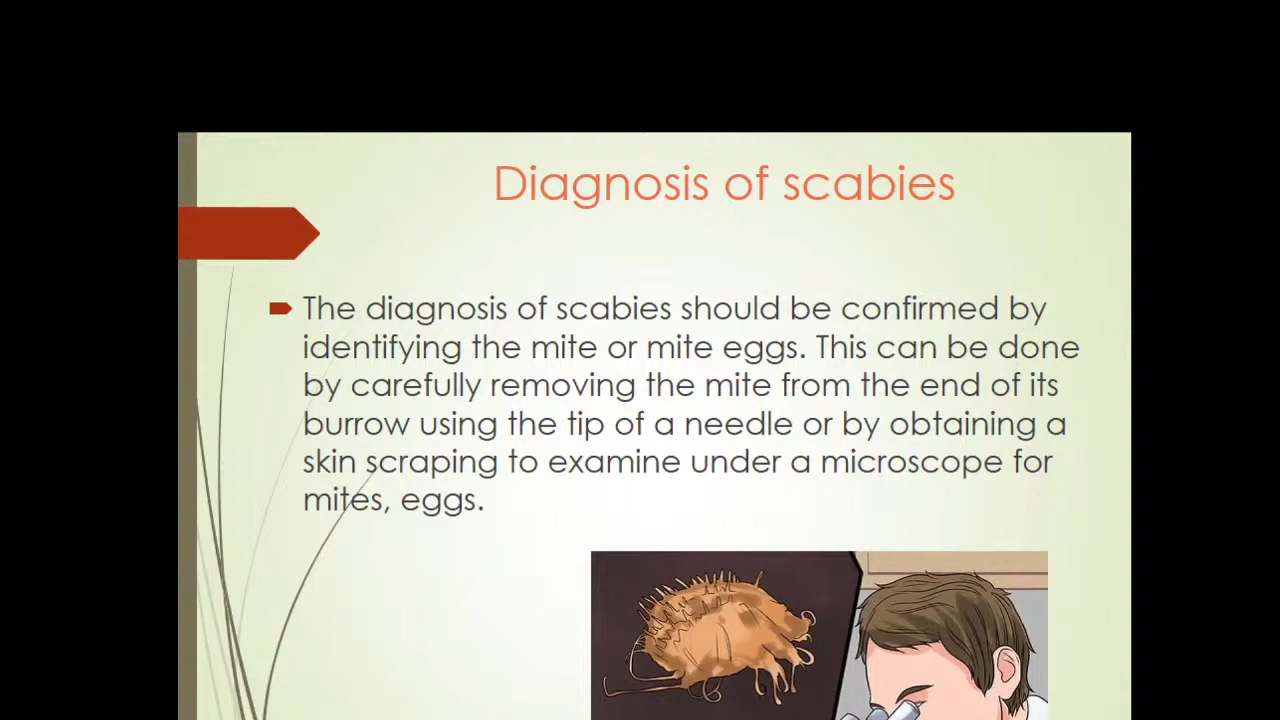 Diagnosis of scabies
The diagnosis of scabies should be confirmed by
identifying the mite or mite eggs. This can be done
by carefully removing the mite from the end of its
burrow using the tip of a needle or by obtaining a
skin scraping to examine under a microscope for
mites, eggs.